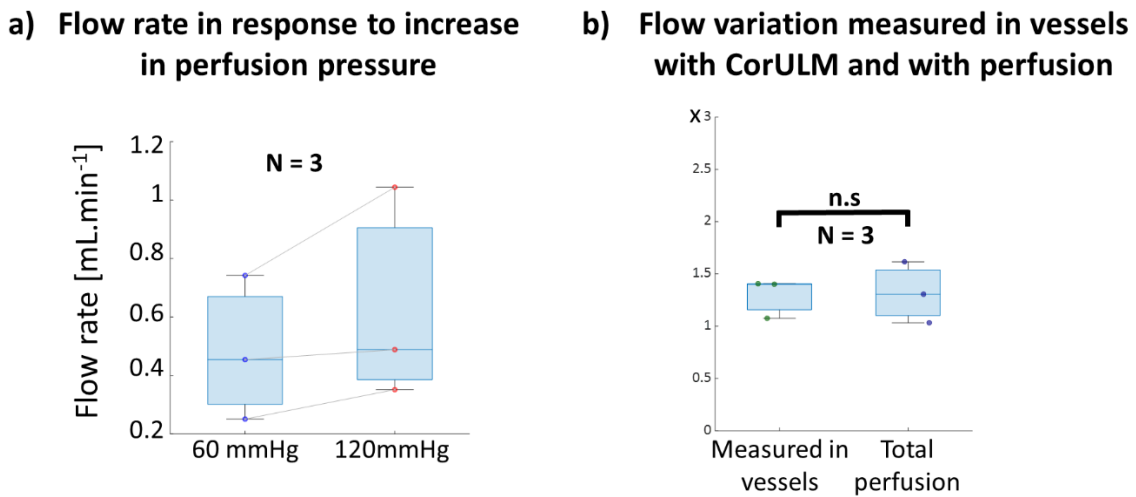 a) Flow rate in response to increase
in perfusion pressure
Flow rate [mL.min⁻¹]
1.2
1
0.8
0.6
0.4
0.2
N = 3
60 mmHg
120mmHg
b) Flow variation measured in vessels
with CorULM and with perfusion
x 3
2.5
2
1.5
1
0.5
0
n.s
N = 3
Measured in
vessels
Total
perfusion